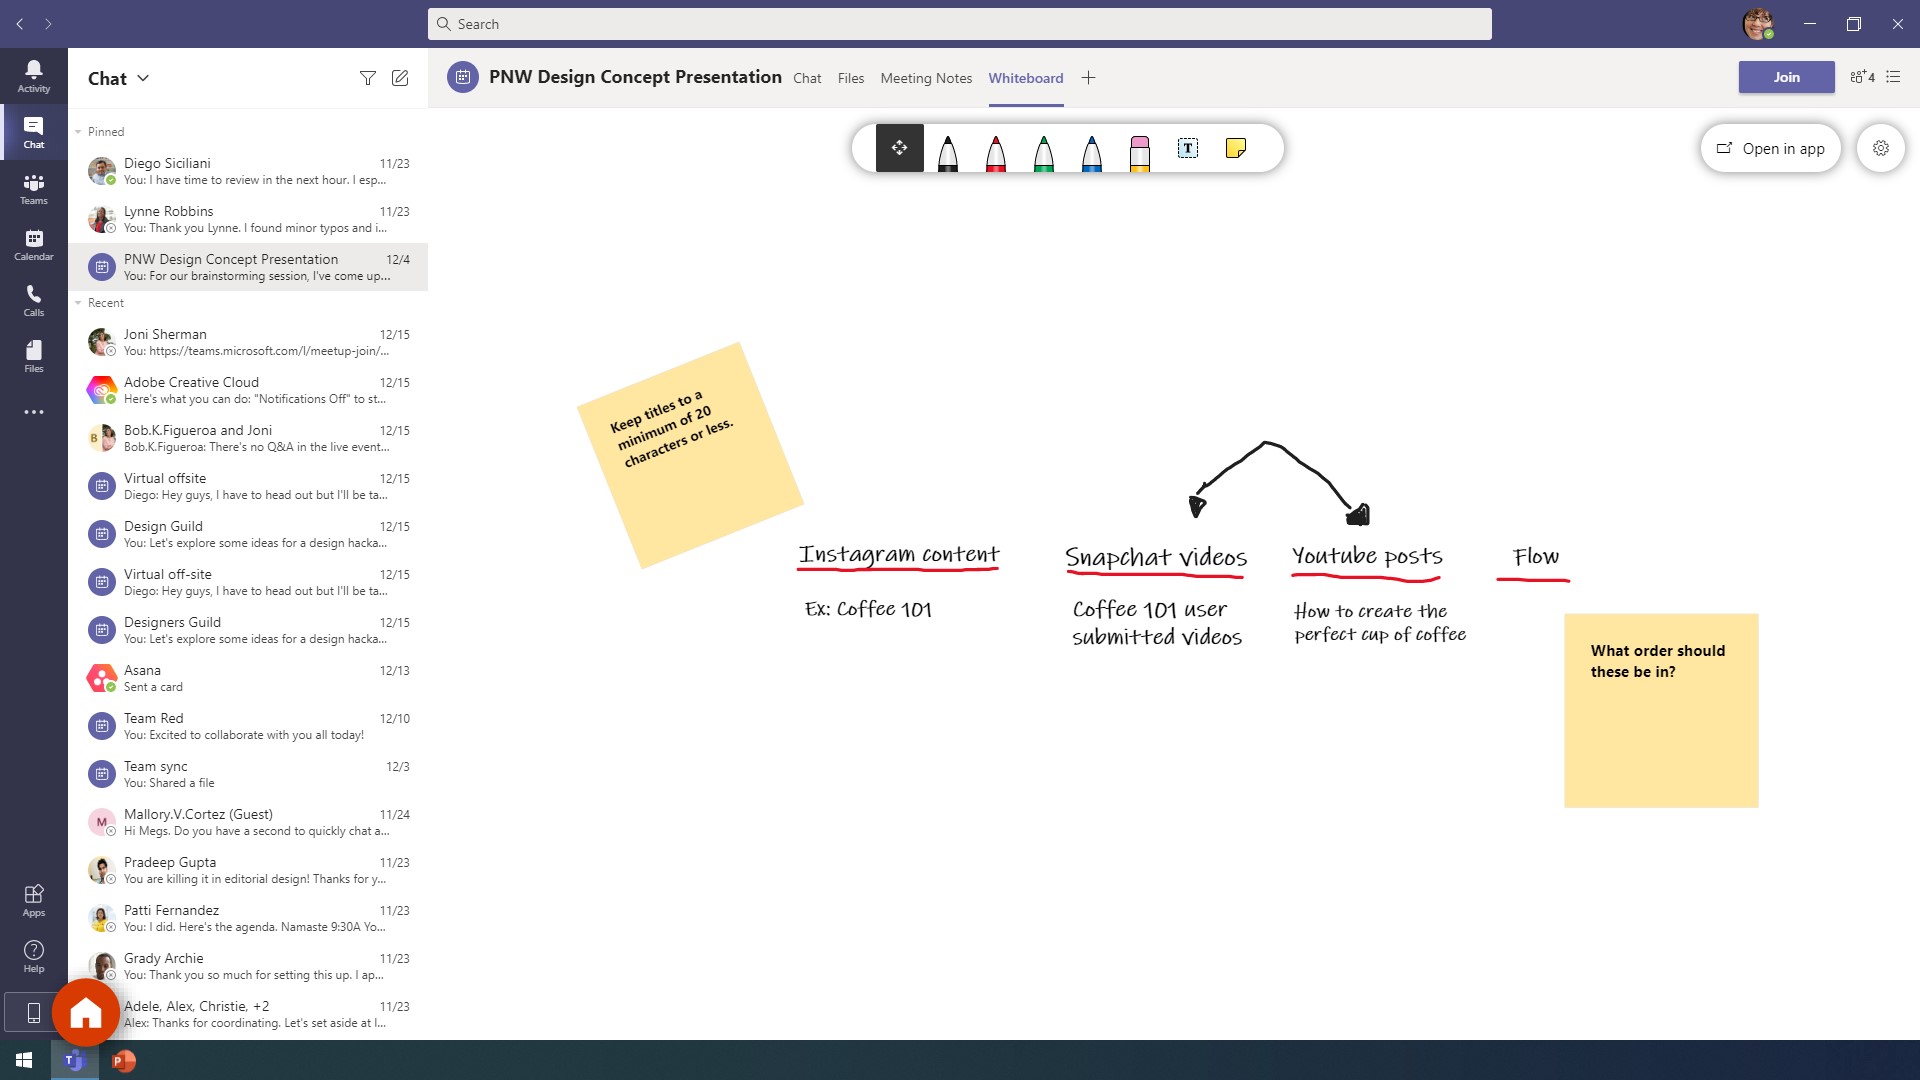 Search
Activity
Chat
Teams
Calendar
Calls
Files
Apps
Help
Chat
Pinned
Diego Siciliani 11/23
You: I have time to review in the next hour. I esp...
Lynne Robbins 11/23
You: Thank you Lynne. I found minor typos and i...
PNW Design Concept Presentation 12/4
You: For our brainstorming session, I've come up...
Recent
Joni Sherman 12/15
You: https://teams.microsoft.com/l/meetup-join/...
Adobe Creative Cloud 12/15
Here's what you can do: "Notifications Off" to st...
B
Bob.K.Figueroa and Joni 12/15
Bob.K.Figueroa: There's no Q&A in the live event...
Virtual offsite 12/15
Diego: Hey guys, I have to head out but I'll be ta...
Design Guild 12/15
You: Let's explore some ideas for a design hacka...
Virtual off-site 12/15
Diego: Hey guys, I have to head out but I'll be ta...
Designers Guild 12/15
You: Let's explore some ideas for a design hacka...
Asana 12/13
Sent a card
Team Red 12/10
You: Excited to collaborate with you all today!
Team sync 12/3
You: Shared a file
M
Mallory.V.Cortez (Guest) 11/24
Hi Megs. Do you have a second to quickly chat a...
Pradeep Gupta 11/23
You are killing it in editorial design! Thanks for y...
Patti Fernandez 11/23
You: I did. Here's the agenda. Namaste 9:30A Yo...
Grady Archie 11/23
You: Thank you so much for setting this up. I ap...
Adele, Alex, Christie, +2 11/23
Alex: Thanks for coordinating. Let's set aside at l...
PNW Design Concept Presentation Chat Files Meeting Notes Whiteboard
Join
4
T
Open in app
Keep titles to a
minimum of 20
characters or less.
Instagram content
Ex: Coffee 101
Snapchat videos
Coffee 101 user
submitted videos
Youtube posts
How to create the
perfect cup of coffee
Flow
What order should
these be in?
T
P